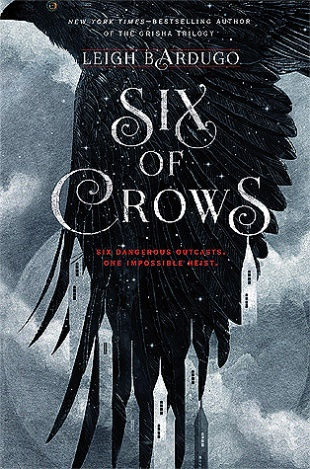 NEW YORK TIMES–BESTSELLING AUTHOR
OF THE GRISHA TRILOGY
LEIGH BARDUGO
SIX
OF
CROWS
SIX DANGEROUS OUTCASTS.
ONE IMPOSSIBLE HEIST.